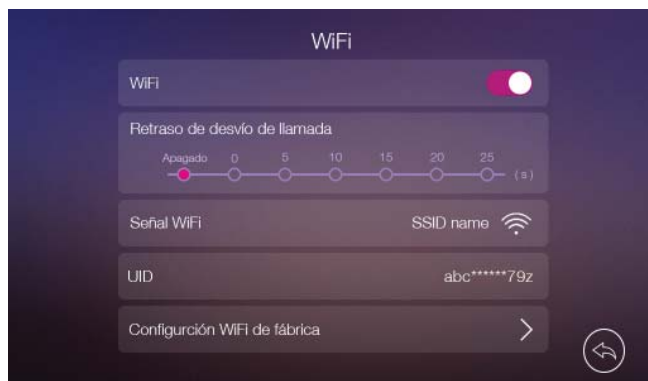 WiFi
WiFi
Retraso de desvío de llamada
Apagado 0 5 10 15 20 25 (s)
Señal WiFi SSID name
UID abc******79z
Configurción WiFi de fábrica